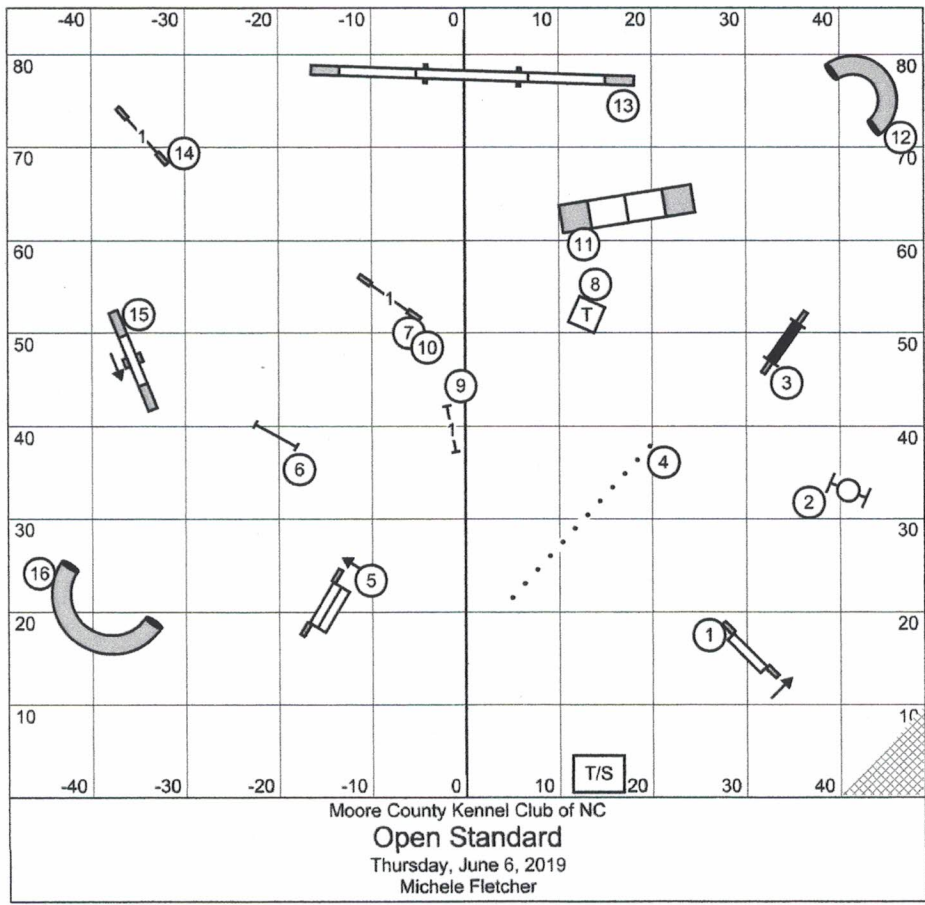 -40 -30 -20 -10 0 10 20 30 40
80 80
13
12
1 14
70 70
11
60 60
8
1 T
15 7
50 10 50
3
9
40 1 40
6 4
2
30 30
16 5
20 20
1
10 10
T/S
-40 -30 -20 -10 0 10 20 30 40
Moore County Kennel Club of NC
Open Standard
Thursday, June 6, 2019
Michele Fletcher